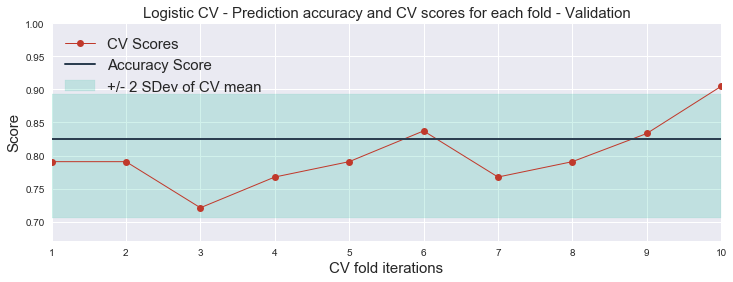 Logistic CV - Prediction accuracy and CV scores for each fold - Validation
1.00
0.95
0.90
0.85
0.80
0.75
0.70
Score
CV Scores
Accuracy Score
+/- 2 SDev of CV mean
1 2 3 4 5 6 7 8 9 10
CV fold iterations